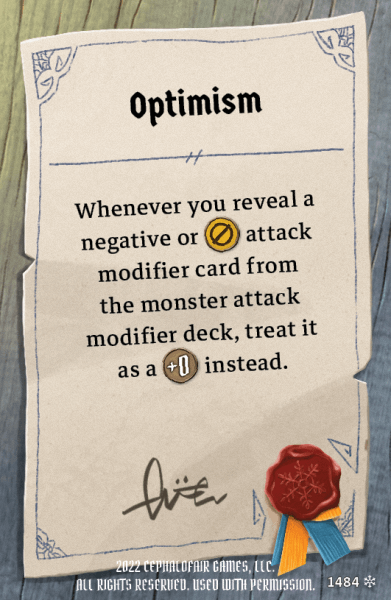 Optimism
Whenever you reveal a
negative or attack
modifier card from
the monster attack
modifier deck, treat it
as a +0 instead.
2022 CEPHALOFAIR GAMES, LLC.
ALL RIGHTS RESERVED. USED WITH PERMISSION. 1484